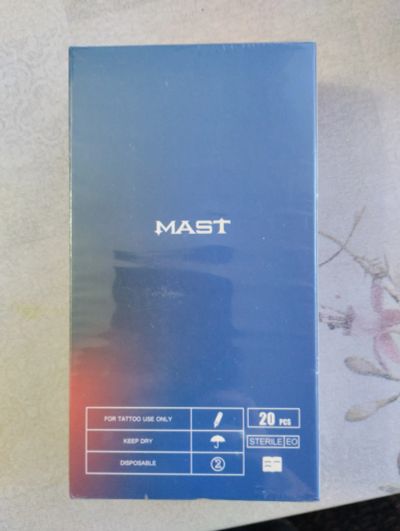 MAST
FOR TATTOO USE ONLY
20 PCS
KEEP DRY
STERILE EO
DISPOSABLE
2